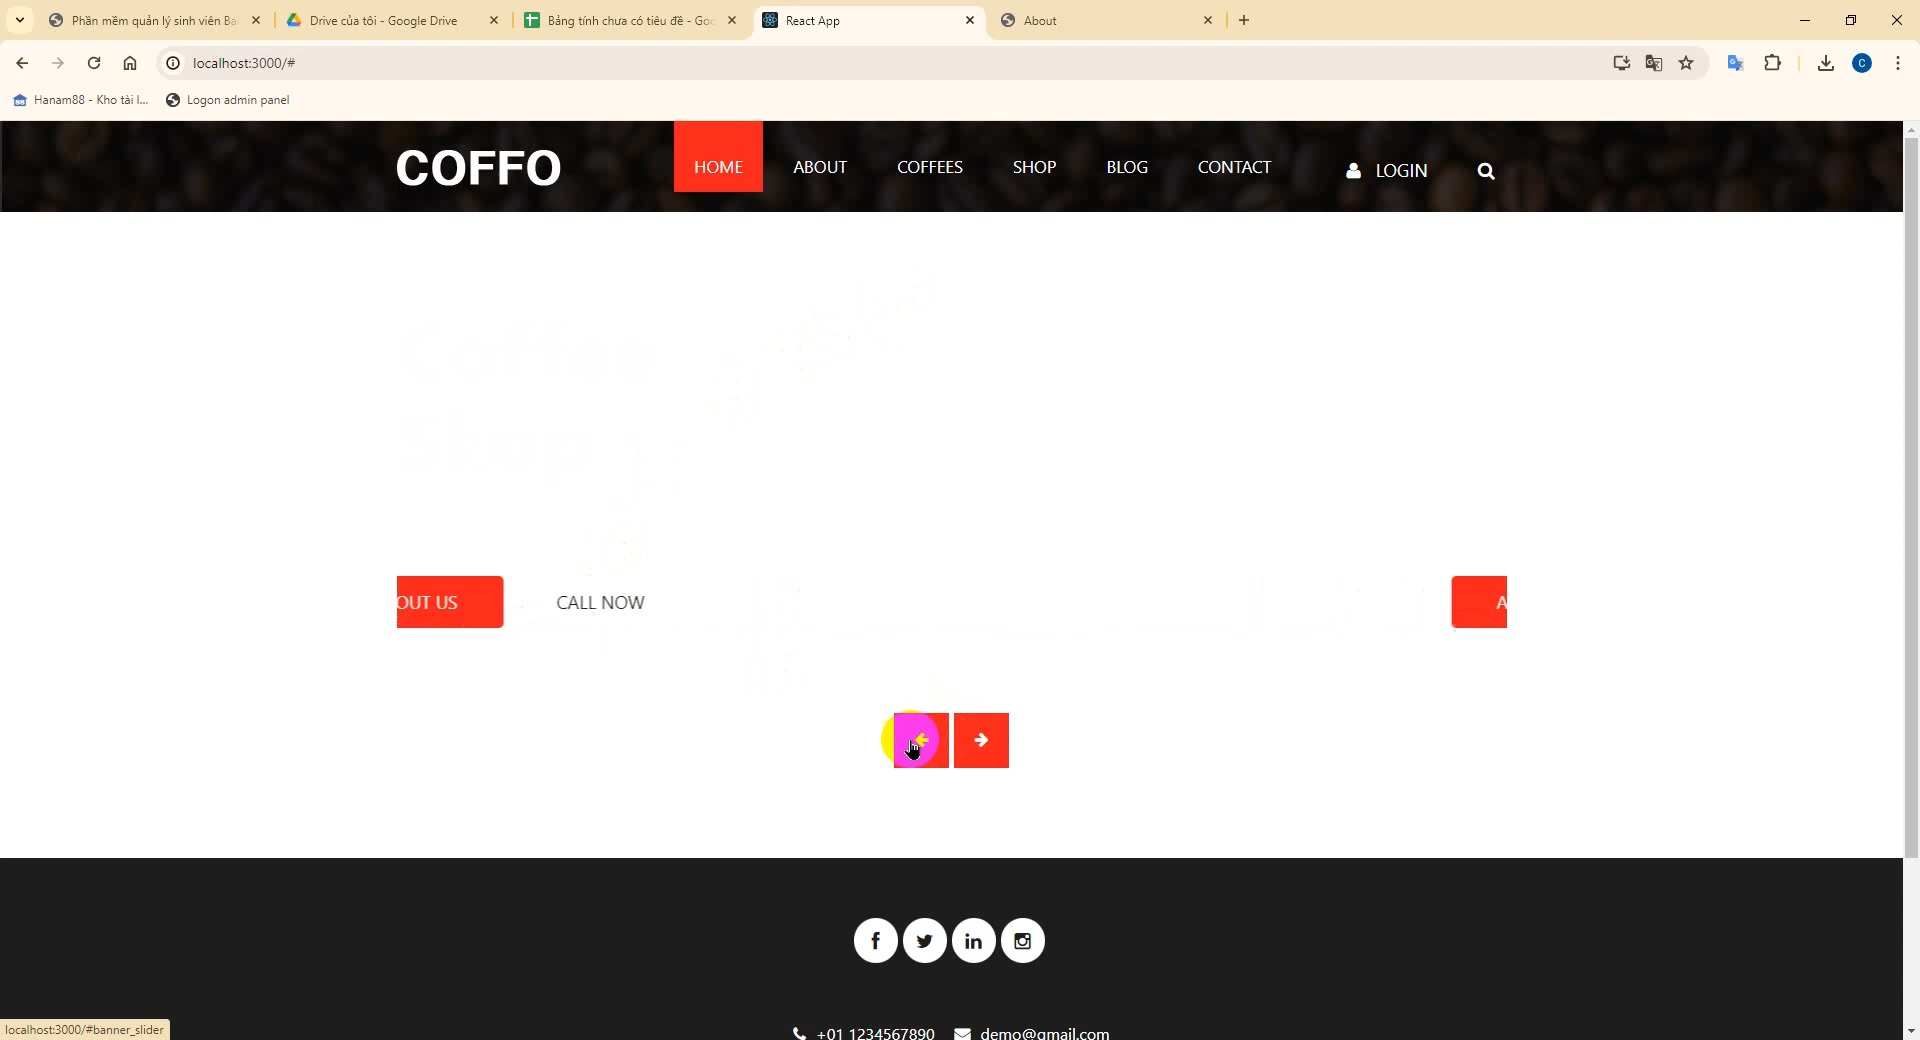 Phần mềm quản lý sinh viên Ba
Drive của tôi - Google Drive
Bảng tính chưa có tiêu đề - Goo
React App
About
localhost:3000/#
Hanam88 - Kho tài l...
Logon admin panel
COFFO
HOME
ABOUT
COFFEES
SHOP
BLOG
CONTACT
LOGIN
Coffee
Shop
OUT US
CALL NOW
A
+01 1234567890
demo@gmail.com
localhost:3000/#banner_slider